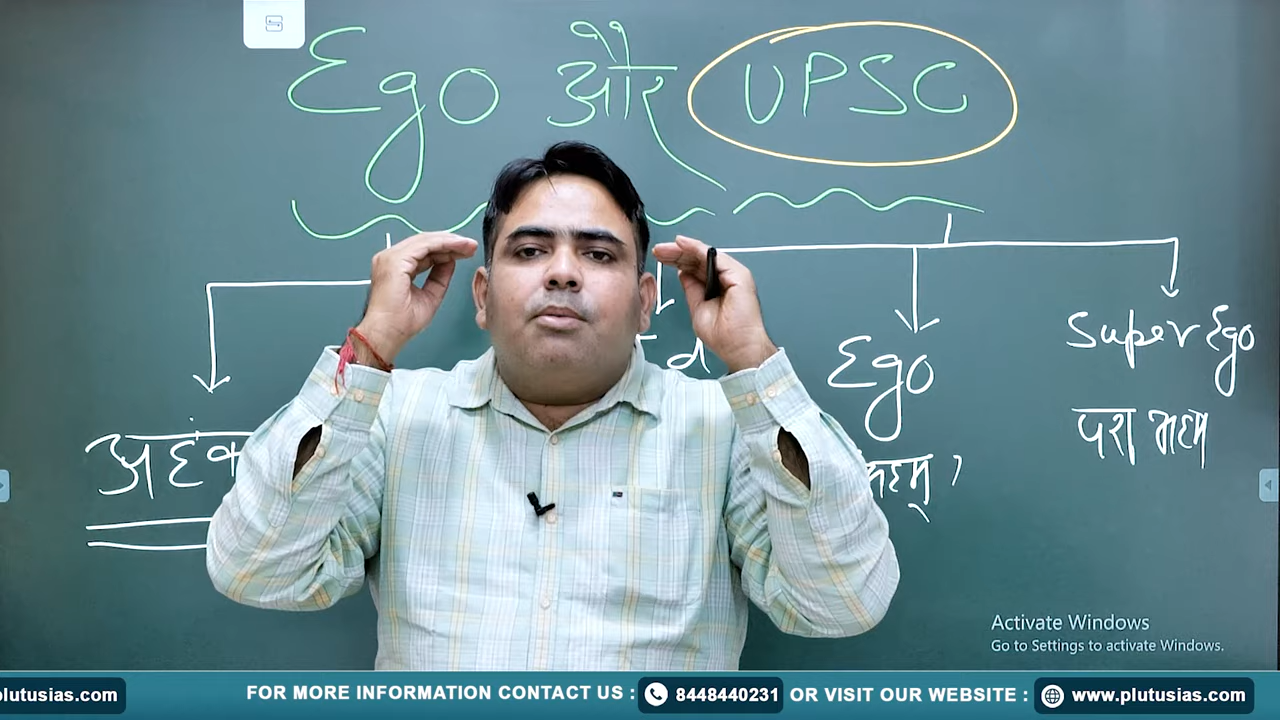 Ego और UPSC
Ego
Super Ego
परा अहम्
Activate Windows
Go to Settings to activate Windows.
plutusias.com
FOR MORE INFORMATION CONTACT US : 8448440231 OR VISIT OUR WEBSITE : www.plutusias.com